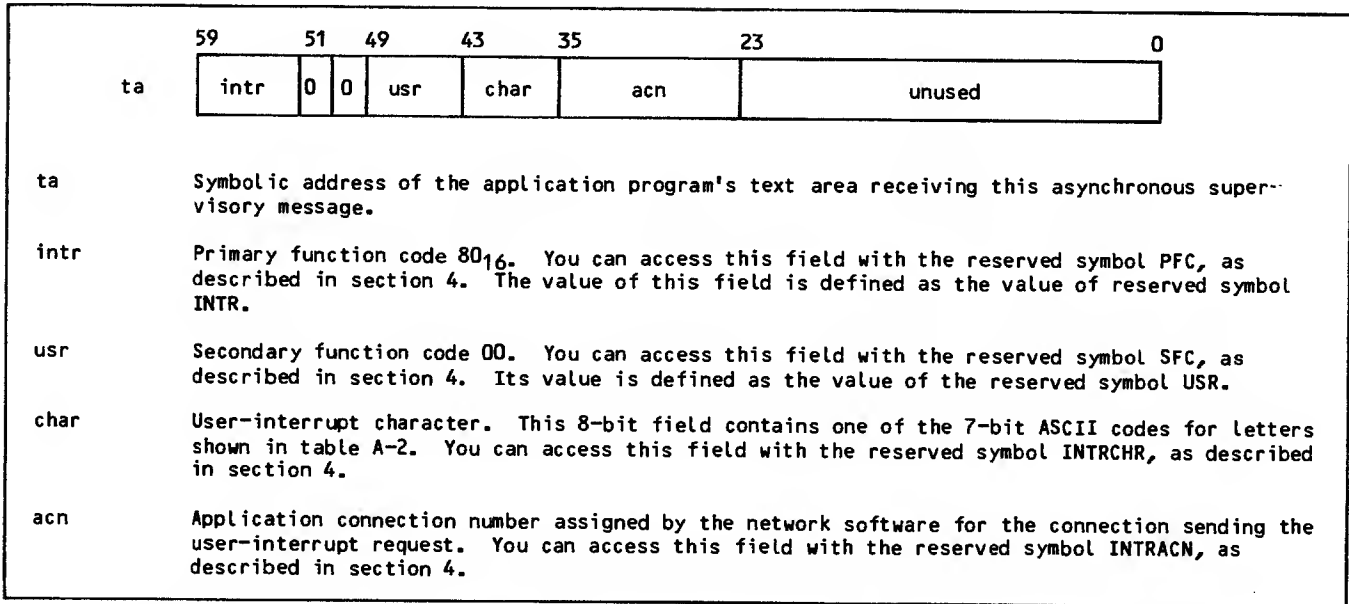 59 51 49 43 35 23 0
ta intr 0 0 usr char acn unused
ta Symbolic address of the application program's text area receiving this asynchronous super-
visory message.
intr Primary function code 80₁₆. You can access this field with the reserved symbol PFC, as
described in section 4. The value of this field is defined as the value of reserved symbol
INTR.
usr Secondary function code 00. You can access this field with the reserved symbol SFC, as
described in section 4. Its value is defined as the value of the reserved symbol USR.
char User-interrupt character. This 8-bit field contains one of the 7-bit ASCII codes for letters
shown in table A-2. You can access this field with the reserved symbol INTRCHR, as described
in section 4.
acn Application connection number assigned by the network software for the connection sending the
user-interrupt request. You can access this field with the reserved symbol INTRACN, as
described in section 4.